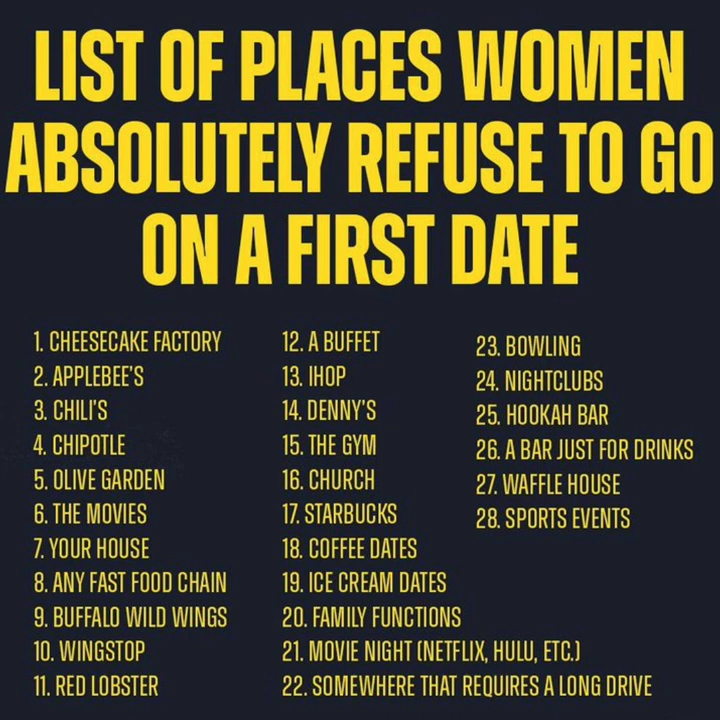 LIST OF PLACES WOMEN
ABSOLUTELY REFUSE TO GO
ON A FIRST DATE
1. CHEESECAKE FACTORY
2. APPLEBEE'S
3. CHILI'S
4. CHIPOTLE
5. OLIVE GARDEN
6. THE MOVIES
7. YOUR HOUSE
8. ANY FAST FOOD CHAIN
9. BUFFALO WILD WINGS
10. WINGSTOP
11. RED LOBSTER
12. A BUFFET
13. IHOP
14. DENNY'S
15. THE GYM
16. CHURCH
17. STARBUCKS
18. COFFEE DATES
19. ICE CREAM DATES
20. FAMILY FUNCTIONS
21. MOVIE NIGHT (NETFLIX, HULU, ETC.)
22. SOMEWHERE THAT REQUIRES A LONG DRIVE
23. BOWLING
24. NIGHTCLUBS
25. HOOKAH BAR
26. A BAR JUST FOR DRINKS
27. WAFFLE HOUSE
28. SPORTS EVENTS